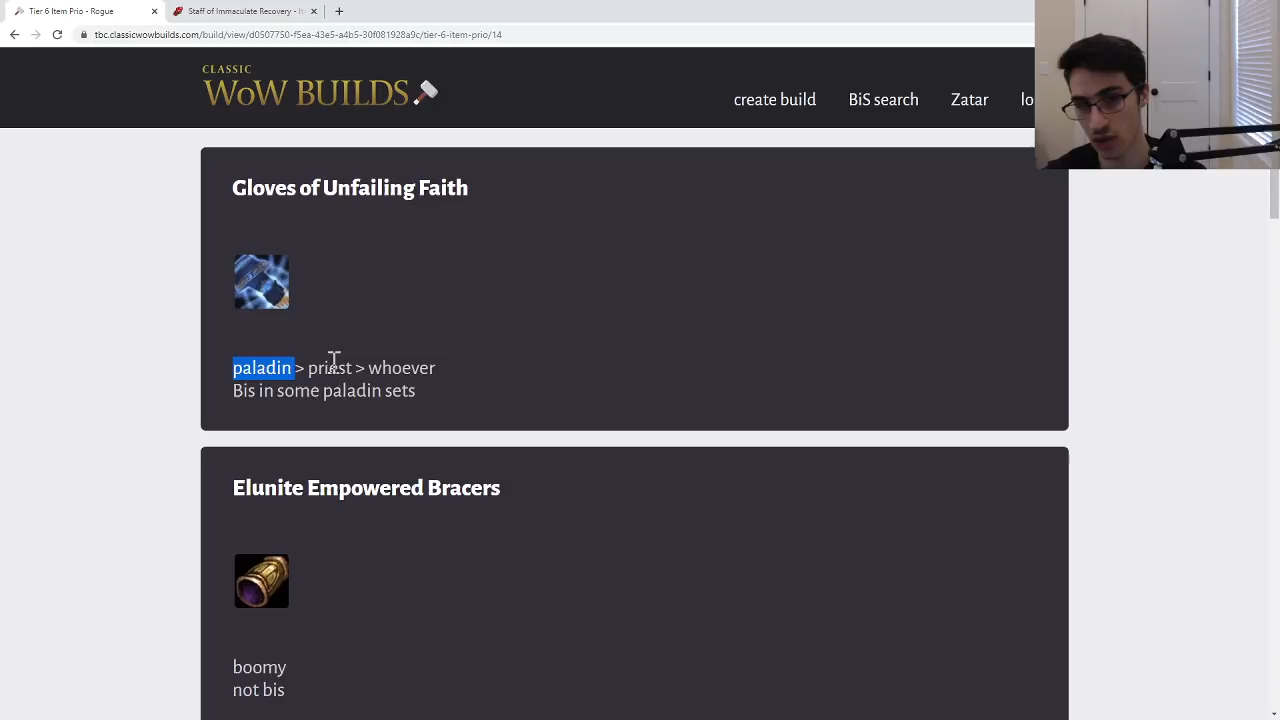 Tier 6 Item Prio - Rogue
Staff of Immaculate Recovery - It
tbc.classicwowbuilds.com/build/view/d0507750-f5ea-43e5-a4b5-30f081928a9c/tier-6-item-prio/14
CLASSIC
WoW BUILDS
create build
BiS search
Zatar
lo
Gloves of Unfailing Faith
paladin > priest > whoever
Bis in some paladin sets
Elunite Empowered Bracers
boomy
not bis